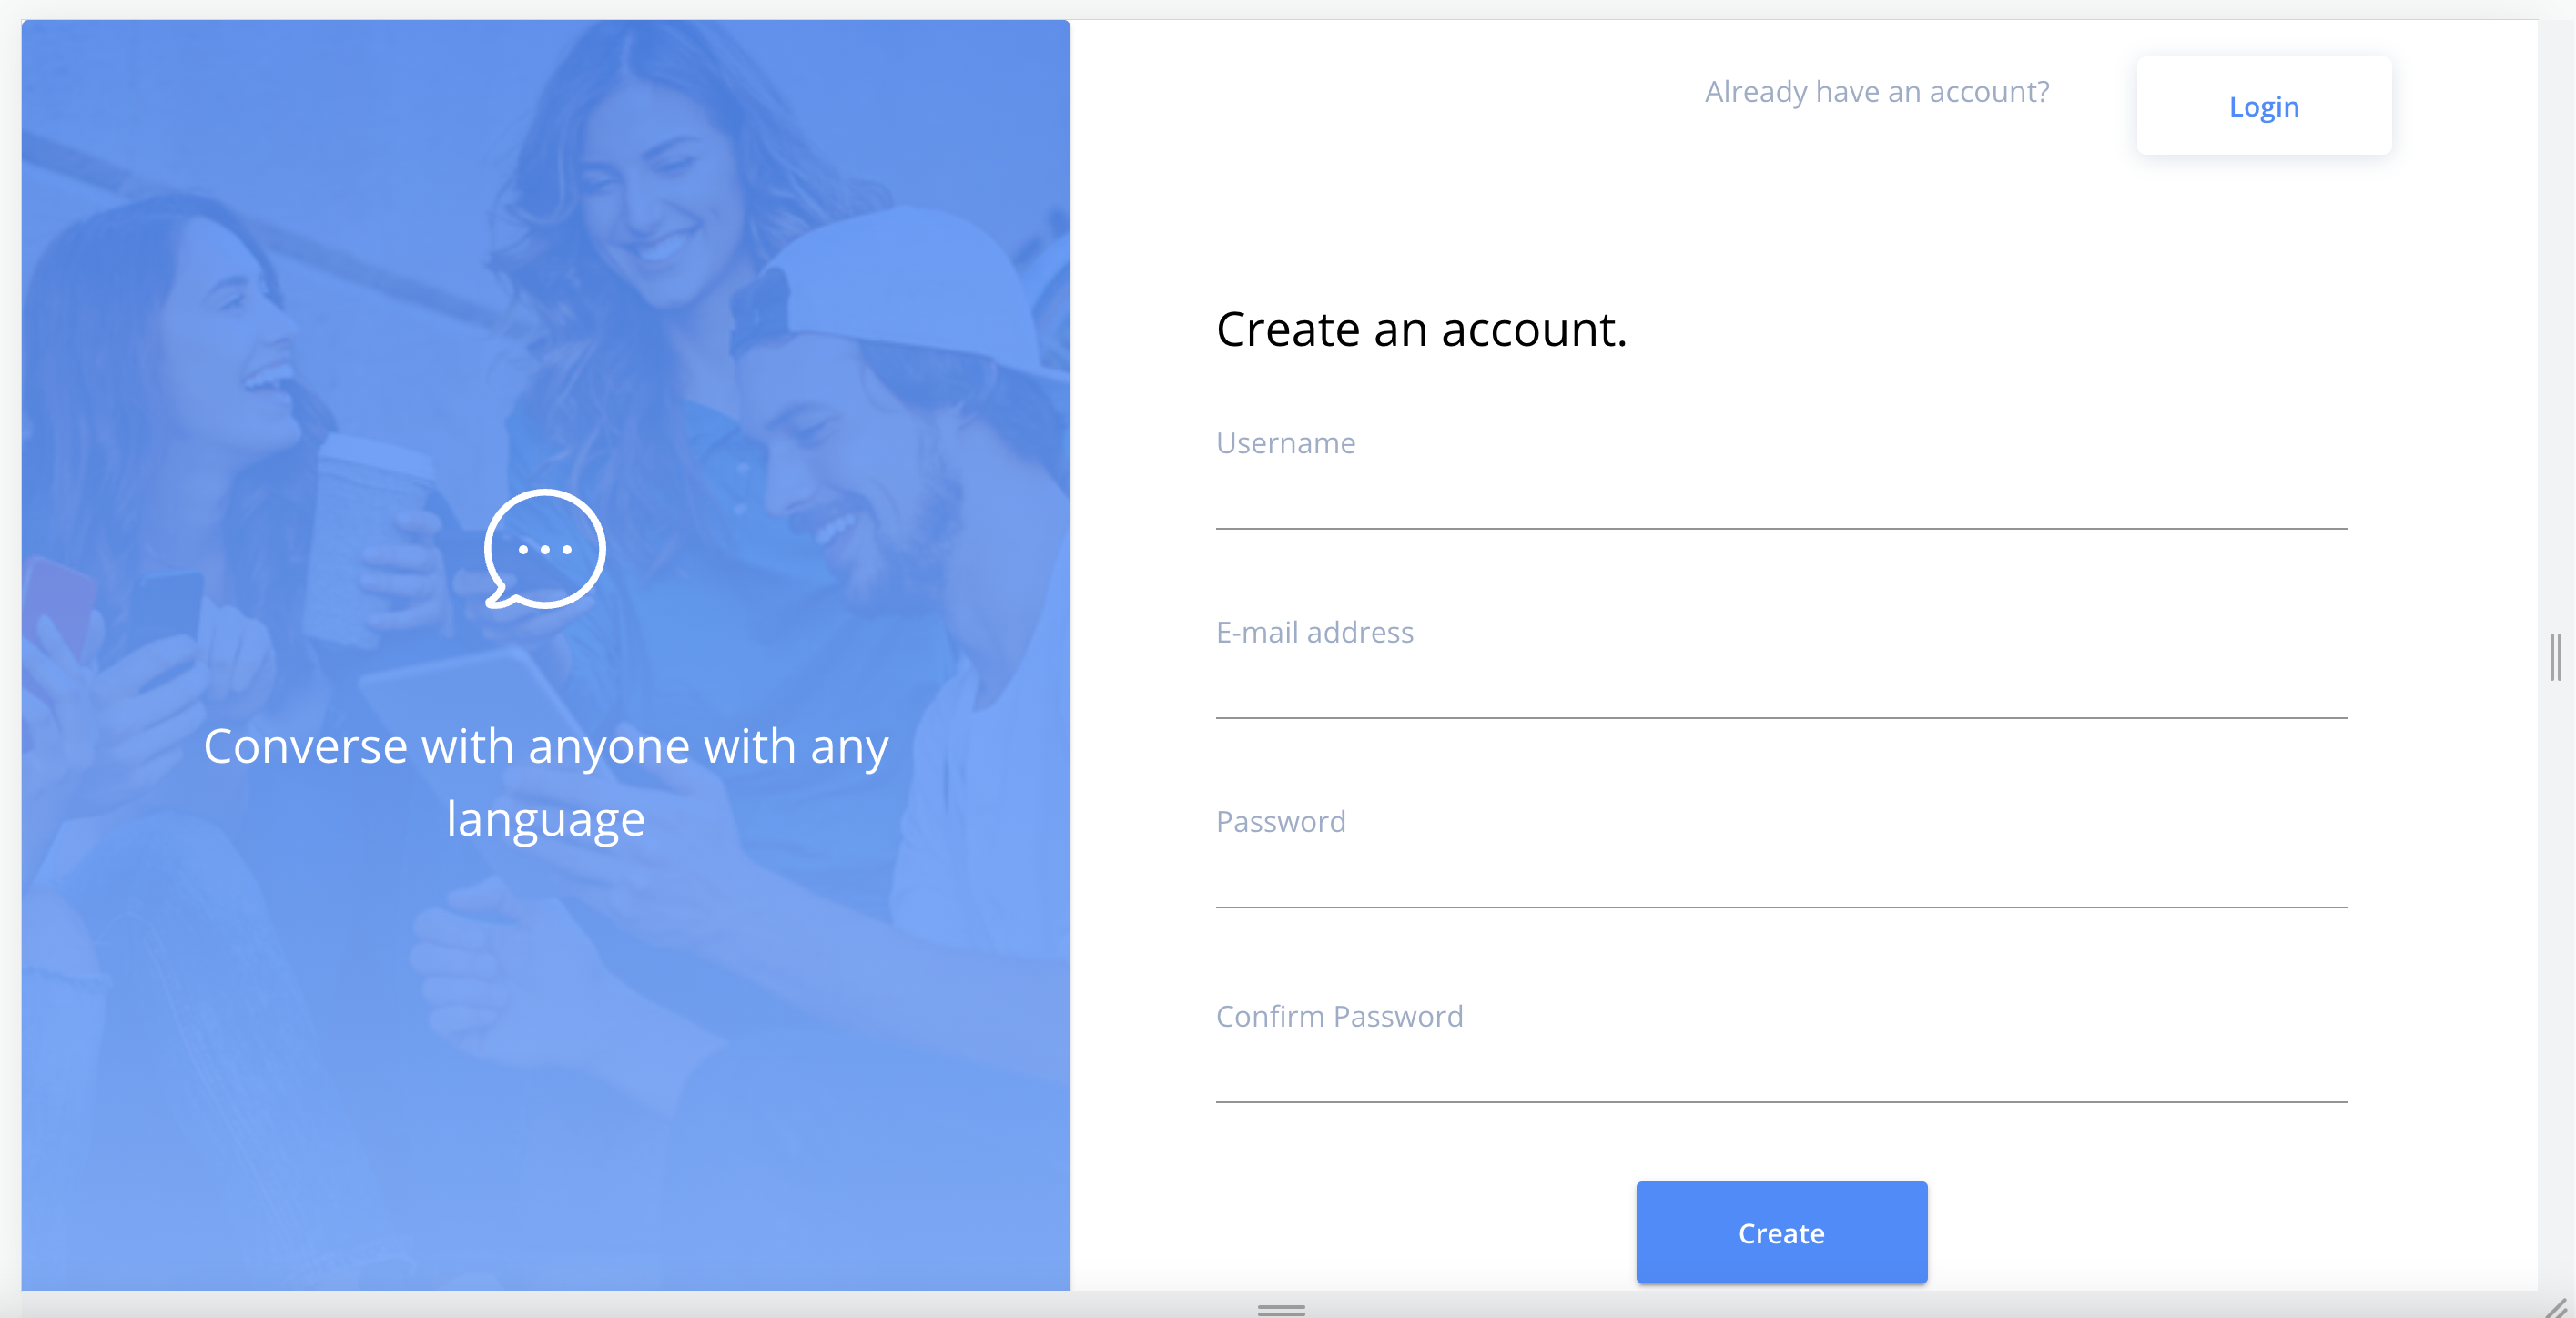 Already have an account?
Login
Converse with anyone with any
language
Create an account.
Username
E-mail address
Password
Confirm Password
Create